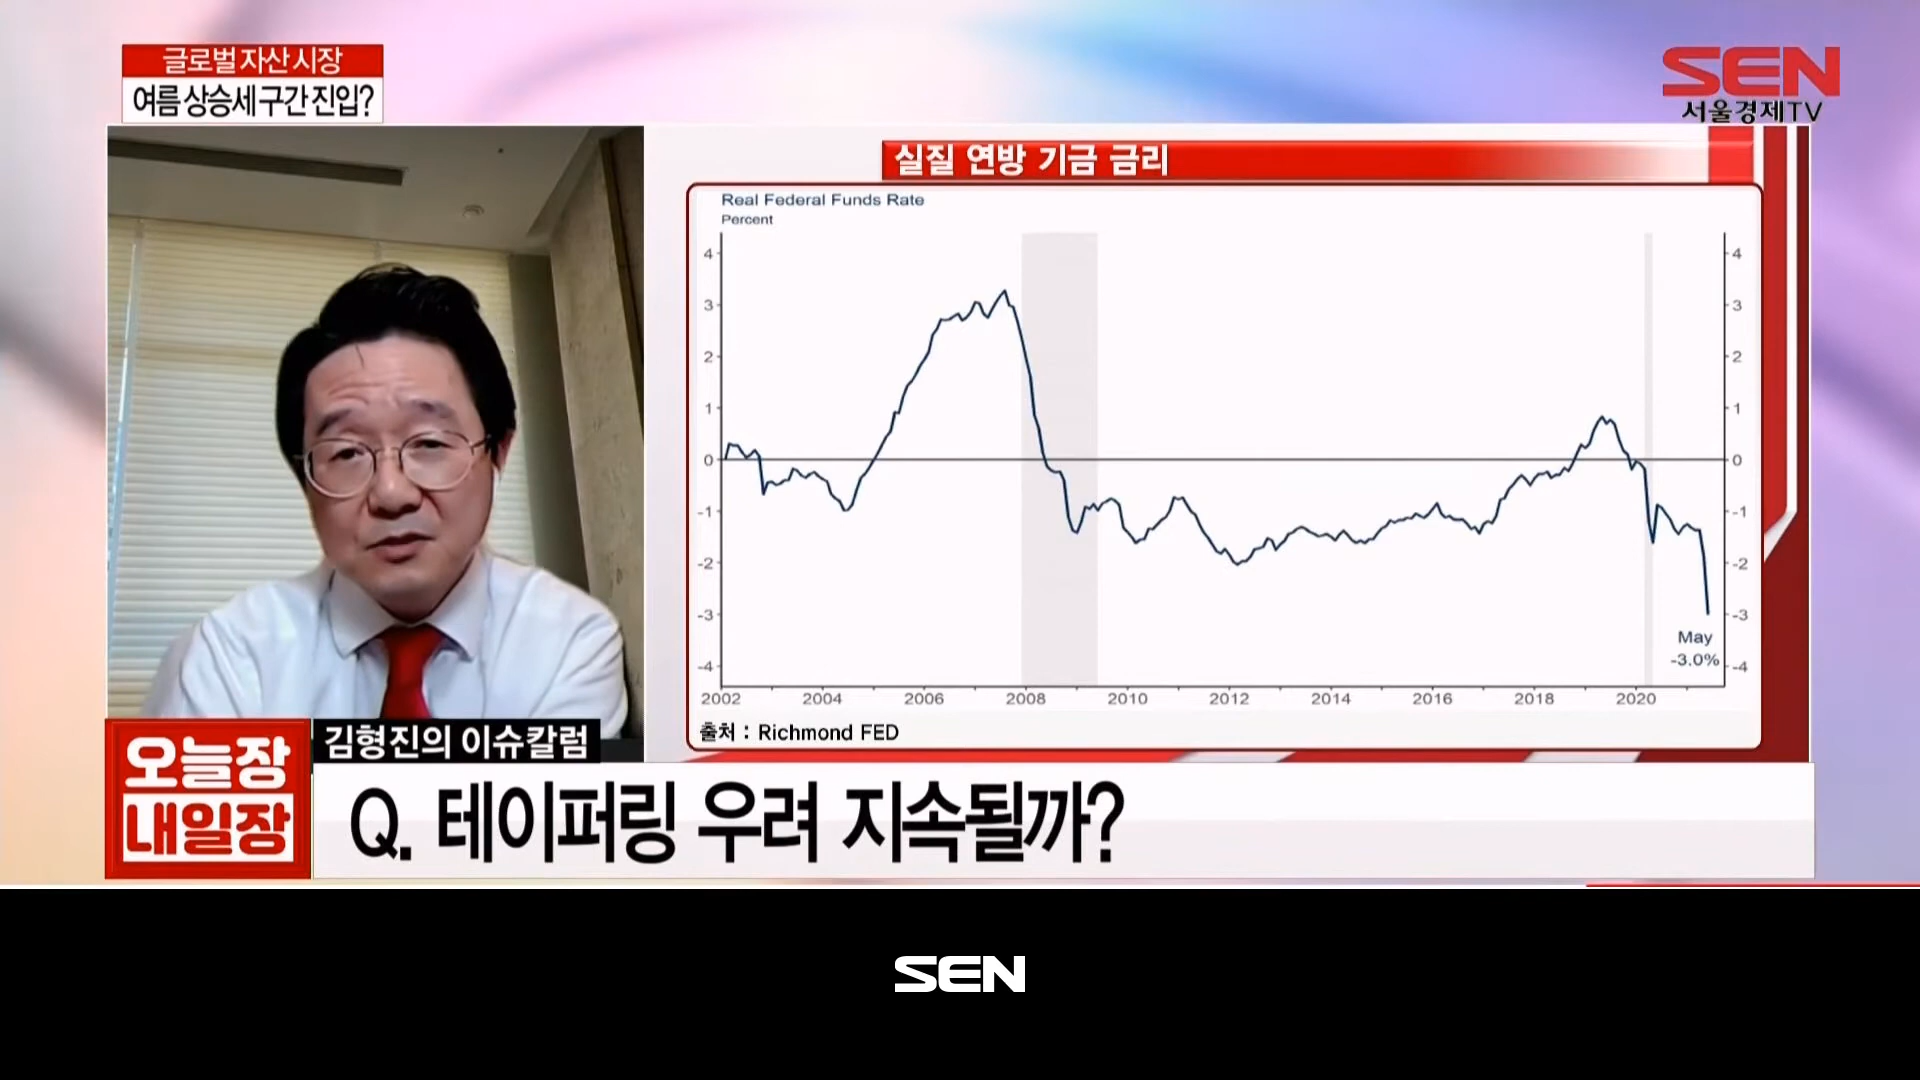 글로벌 자산 시장
여름 상승세 구간 진입?
SEN
서울경제TV
실질 연방 기금 금리
Real Federal Funds Rate
Percent
4 4
3 3
2 2
1 1
0 0
-1 -1
-2 -2
-3 -3
May
-3.0%
-4 -4
2002 2004 2006 2008 2010 2012 2014 2016 2018 2020
출처 : Richmond FED
오늘장
내일장
김형진의 이슈칼럼
Q. 테이퍼링 우려 지속될까?
SEN